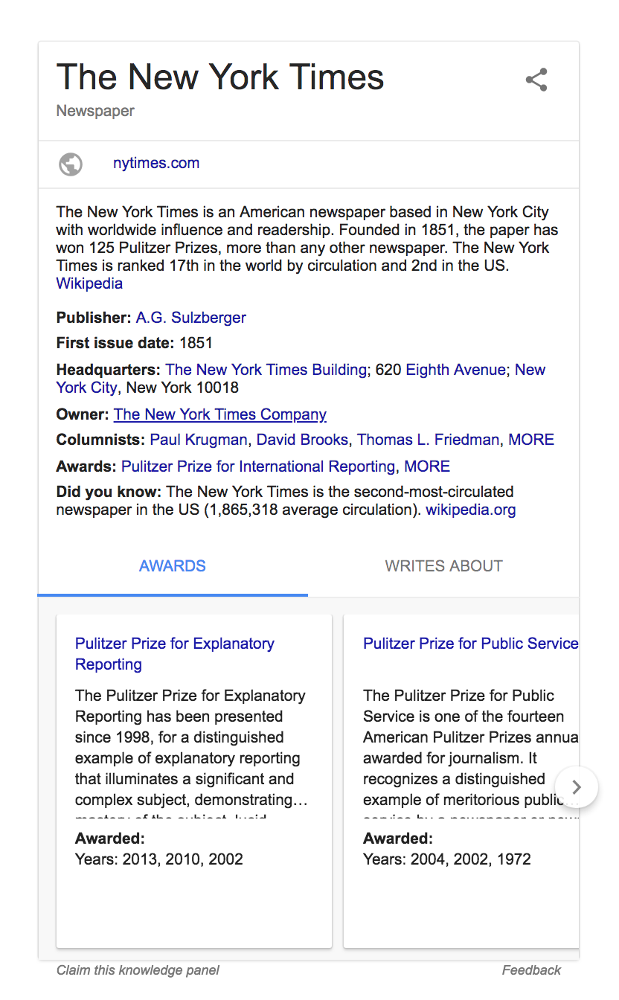 The New York Times
Newspaper
nytimes.com
The New York Times is an American newspaper based in New York City
with worldwide influence and readership. Founded in 1851, the paper has
won 125 Pulitzer Prizes, more than any other newspaper. The New York
Times is ranked 17th in the world by circulation and 2nd in the US.
Wikipedia
Publisher: A.G. Sulzberger
First issue date: 1851
Headquarters: The New York Times Building; 620 Eighth Avenue; New
York City, New York 10018
Owner: The New York Times Company
Columnists: Paul Krugman, David Brooks, Thomas L. Friedman, MORE
Awards: Pulitzer Prize for International Reporting, MORE
Did you know: The New York Times is the second-most-circulated
newspaper in the US (1,865,318 average circulation). wikipedia.org
AWARDS
WRITES ABOUT
Pulitzer Prize for Explanatory
Reporting
The Pulitzer Prize for Explanatory
Reporting has been presented
since 1998, for a distinguished
example of explanatory reporting
that illuminates a significant and
complex subject, demonstrating…
mastery of the subject, lucid
Awarded:
Years: 2013, 2010, 2002
Pulitzer Prize for Public Service
The Pulitzer Prize for Public
Service is one of the fourteen
American Pulitzer Prizes annua
awarded for journalism. It
recognizes a distinguished
example of meritorious public…
service by a newspaper or
Awarded:
Years: 2004, 2002, 1972
Claim this knowledge panel
Feedback